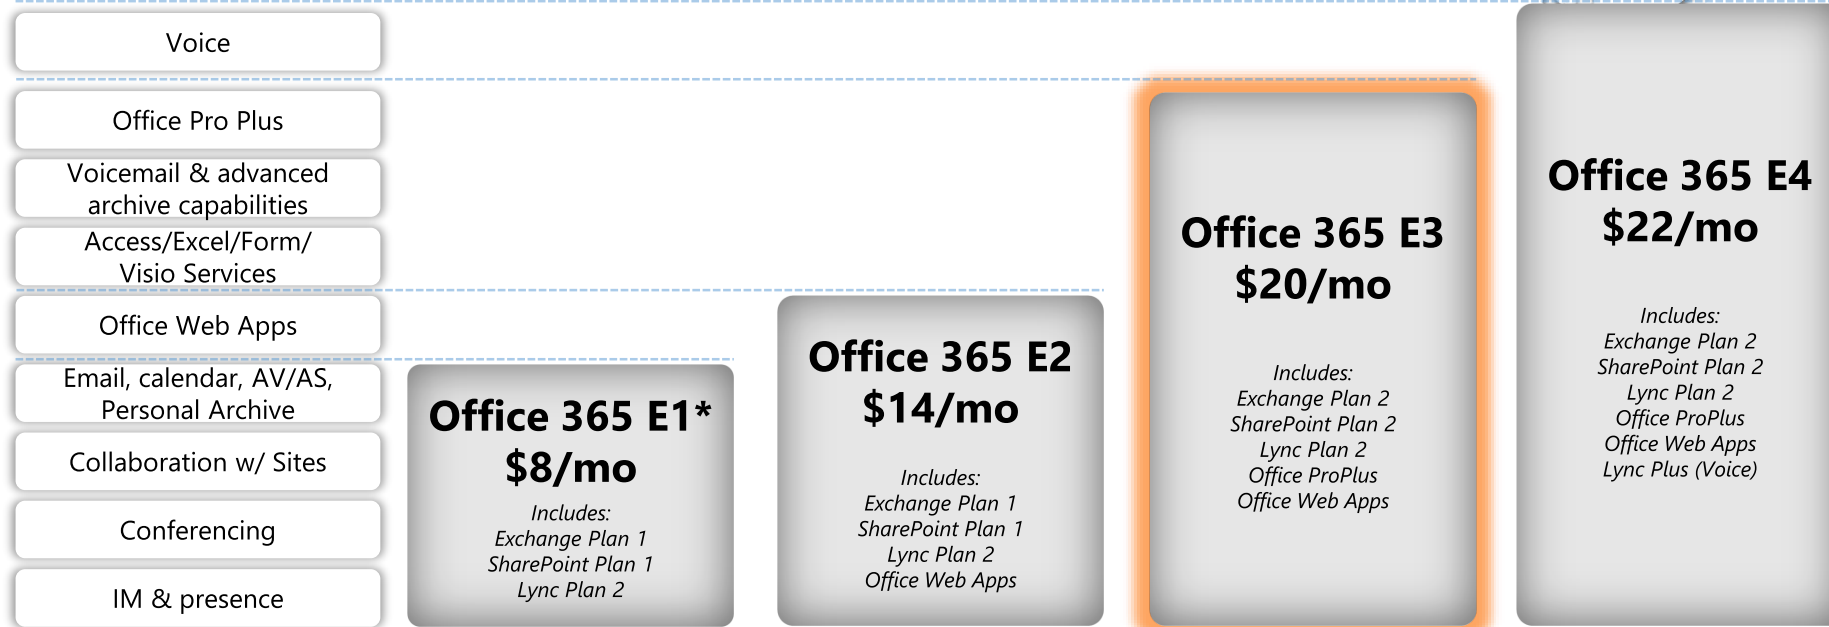 Voice
Office Pro Plus
Voicemail & advanced
archive capabilities
Access/Excel/Form/
Visio Services
Office Web Apps
Email, calendar, AV/AS,
Personal Archive
Collaboration w/ Sites
Conferencing
IM & presence
Office 365 E1*
$8/mo
Includes:
Exchange Plan 1
SharePoint Plan 1
Lync Plan 2
Office 365 E2
$14/mo
Includes:
Exchange Plan 1
SharePoint Plan 1
Lync Plan 2
Office Web Apps
Office 365 E3
$20/mo
Includes:
Exchange Plan 2
SharePoint Plan 2
Lync Plan 2
Office ProPlus
Office Web Apps
Office 365 E4
$22/mo
Includes:
Exchange Plan 2
SharePoint Plan 2
Lync Plan 2
Office ProPlus
Office Web Apps
Lync Plus (Voice)